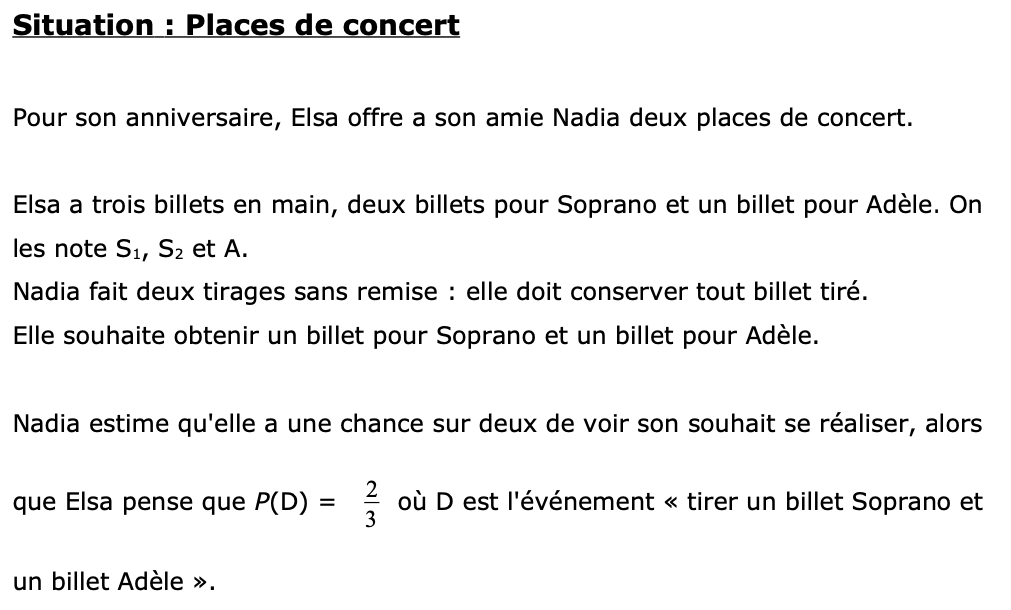 Situation : Places de concert
Pour son anniversaire, Elsa offre a son amie Nadia deux places de concert.
Elsa a trois billets en main, deux billets pour Soprano et un billet pour Adèle. On
les note S₁, S₂ et A.
Nadia fait deux tirages sans remise : elle doit conserver tout billet tiré.
Elle souhaite obtenir un billet pour Soprano et un billet pour Adèle.
Nadia estime qu'elle a une chance sur deux de voir son souhait se réaliser, alors
que Elsa pense que P(D) = 2/3 où D est l'événement « tirer un billet Soprano et
un billet Adèle ».